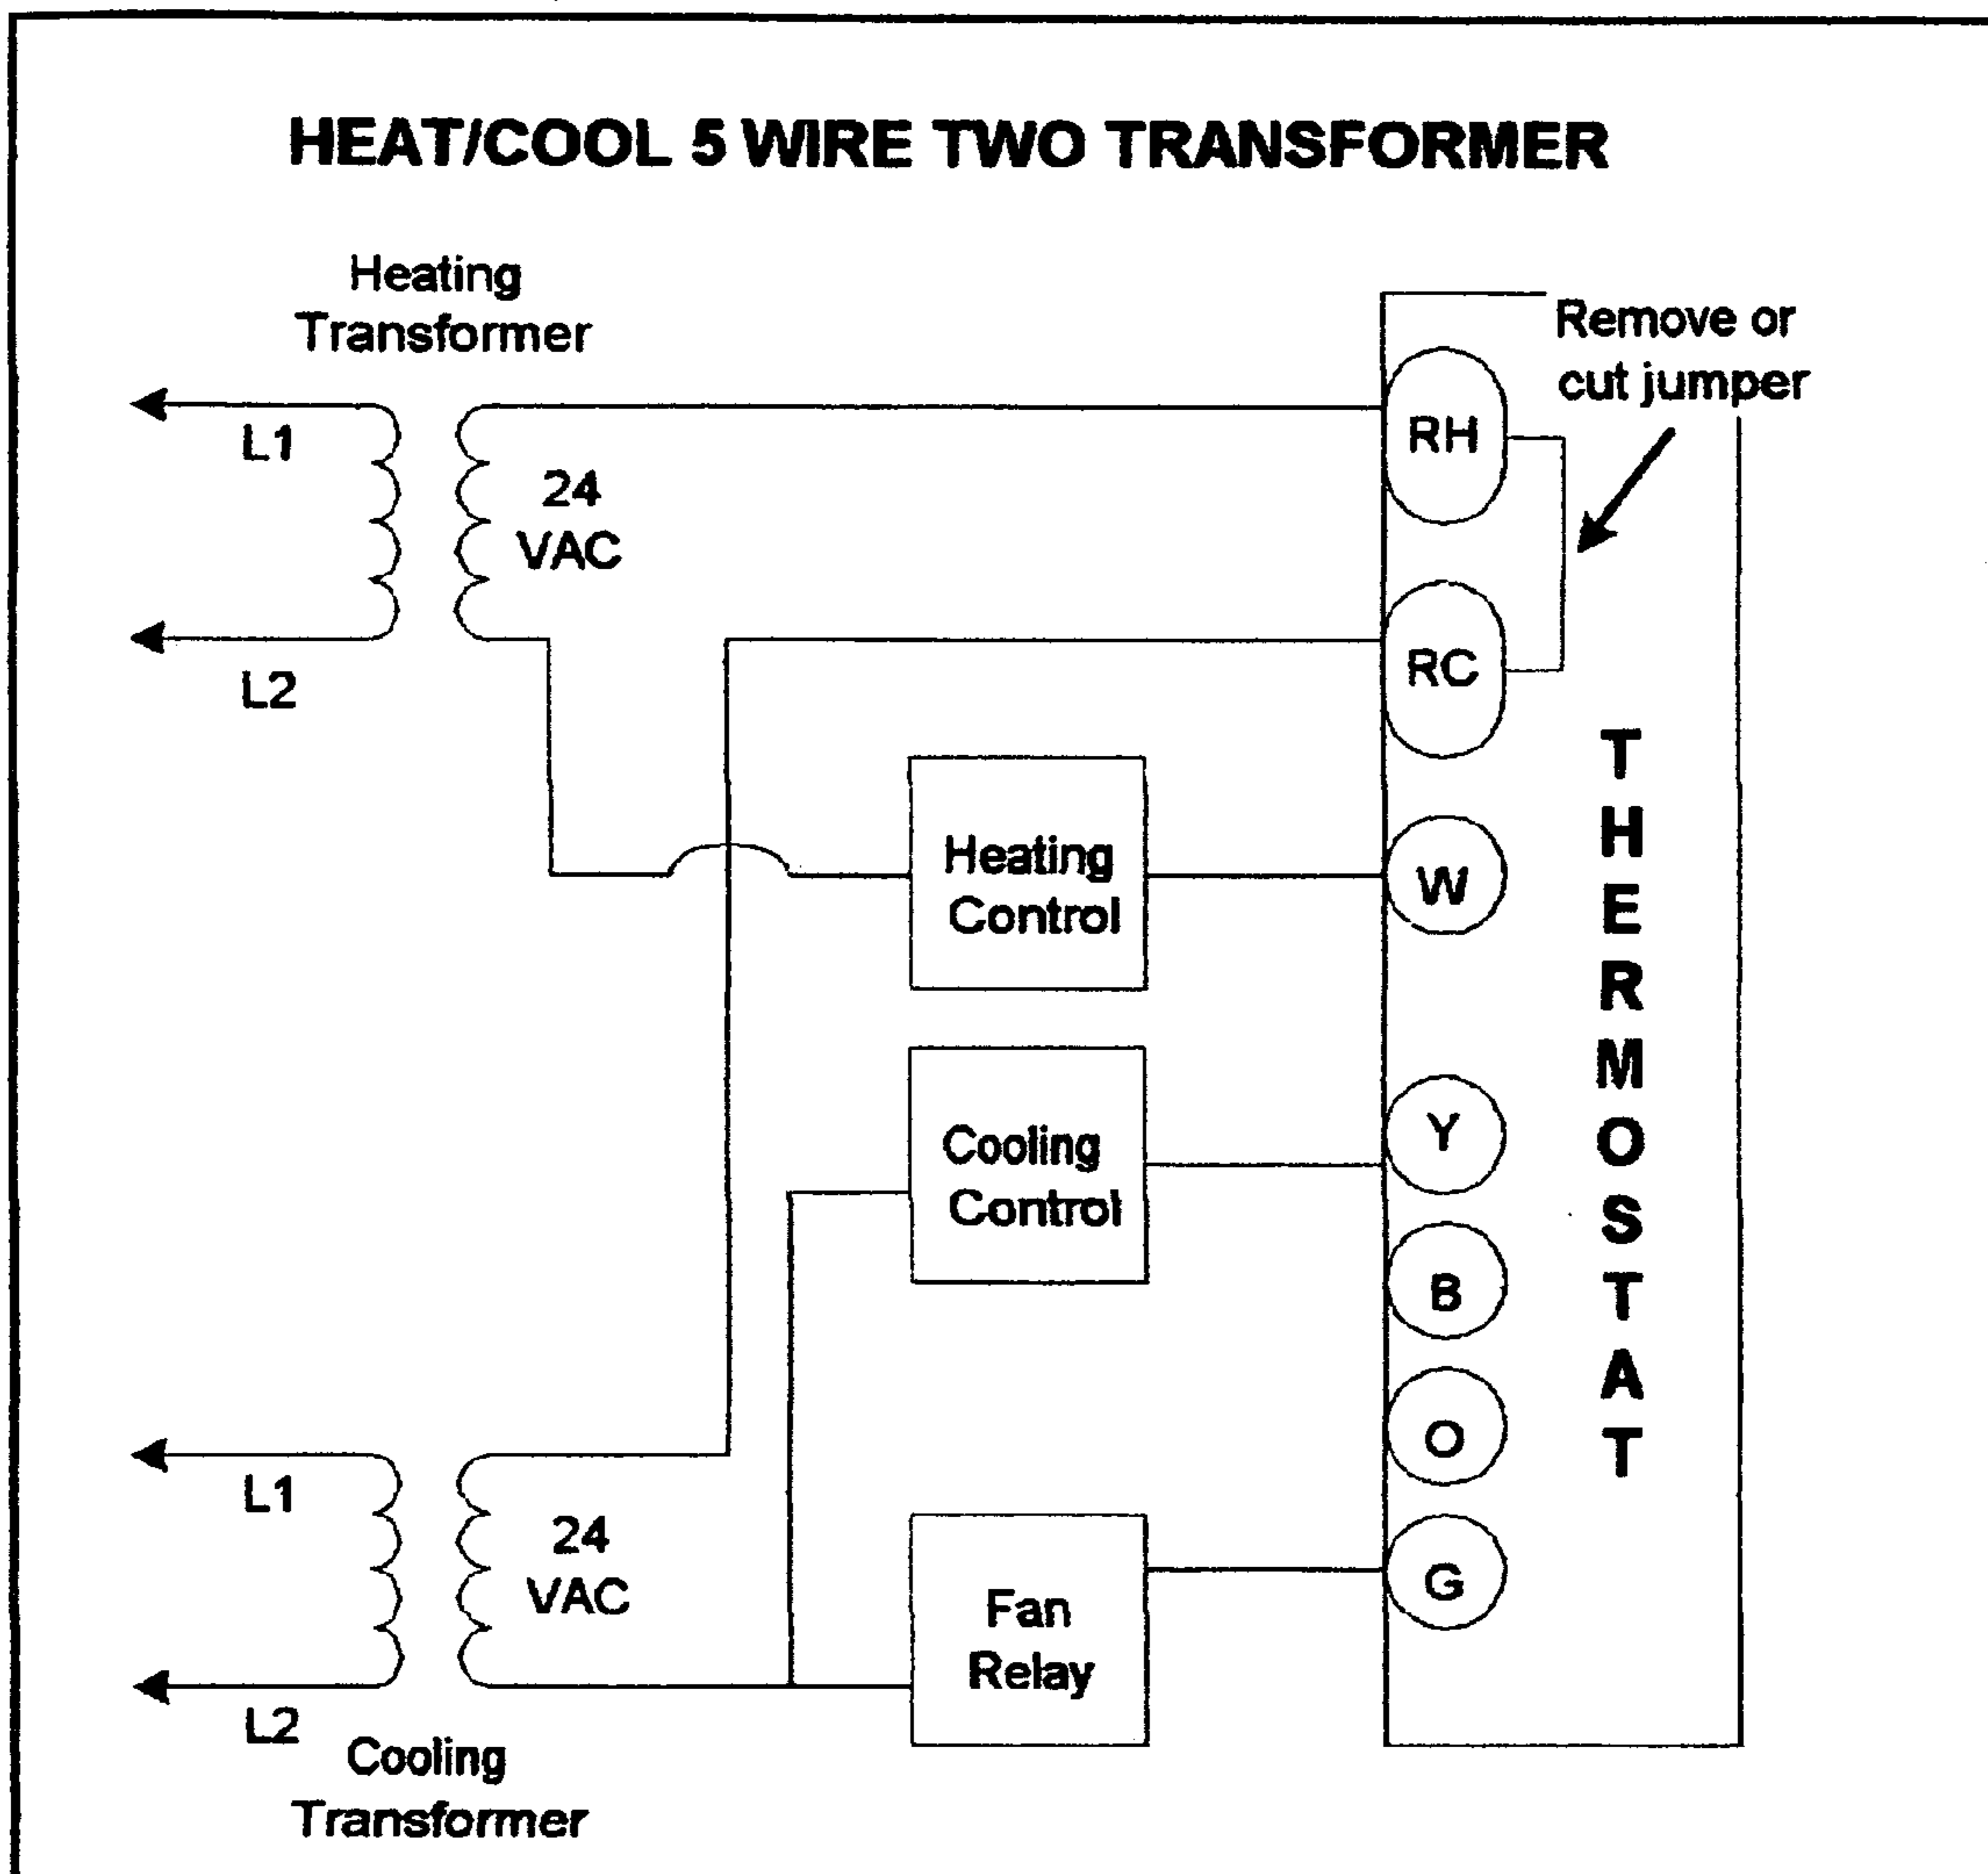 HEAT/COOL 5 WIRE TWO TRANSFORMER
Heating
Transformer
Remove or
cut jumper
L1
24
VAC
L2
RH
RC
Heating
Control
W
Cooling
Control
Y
B
O
G
THERMOSTAT
L1
24
VAC
L2
Fan
Relay
Cooling
Transformer